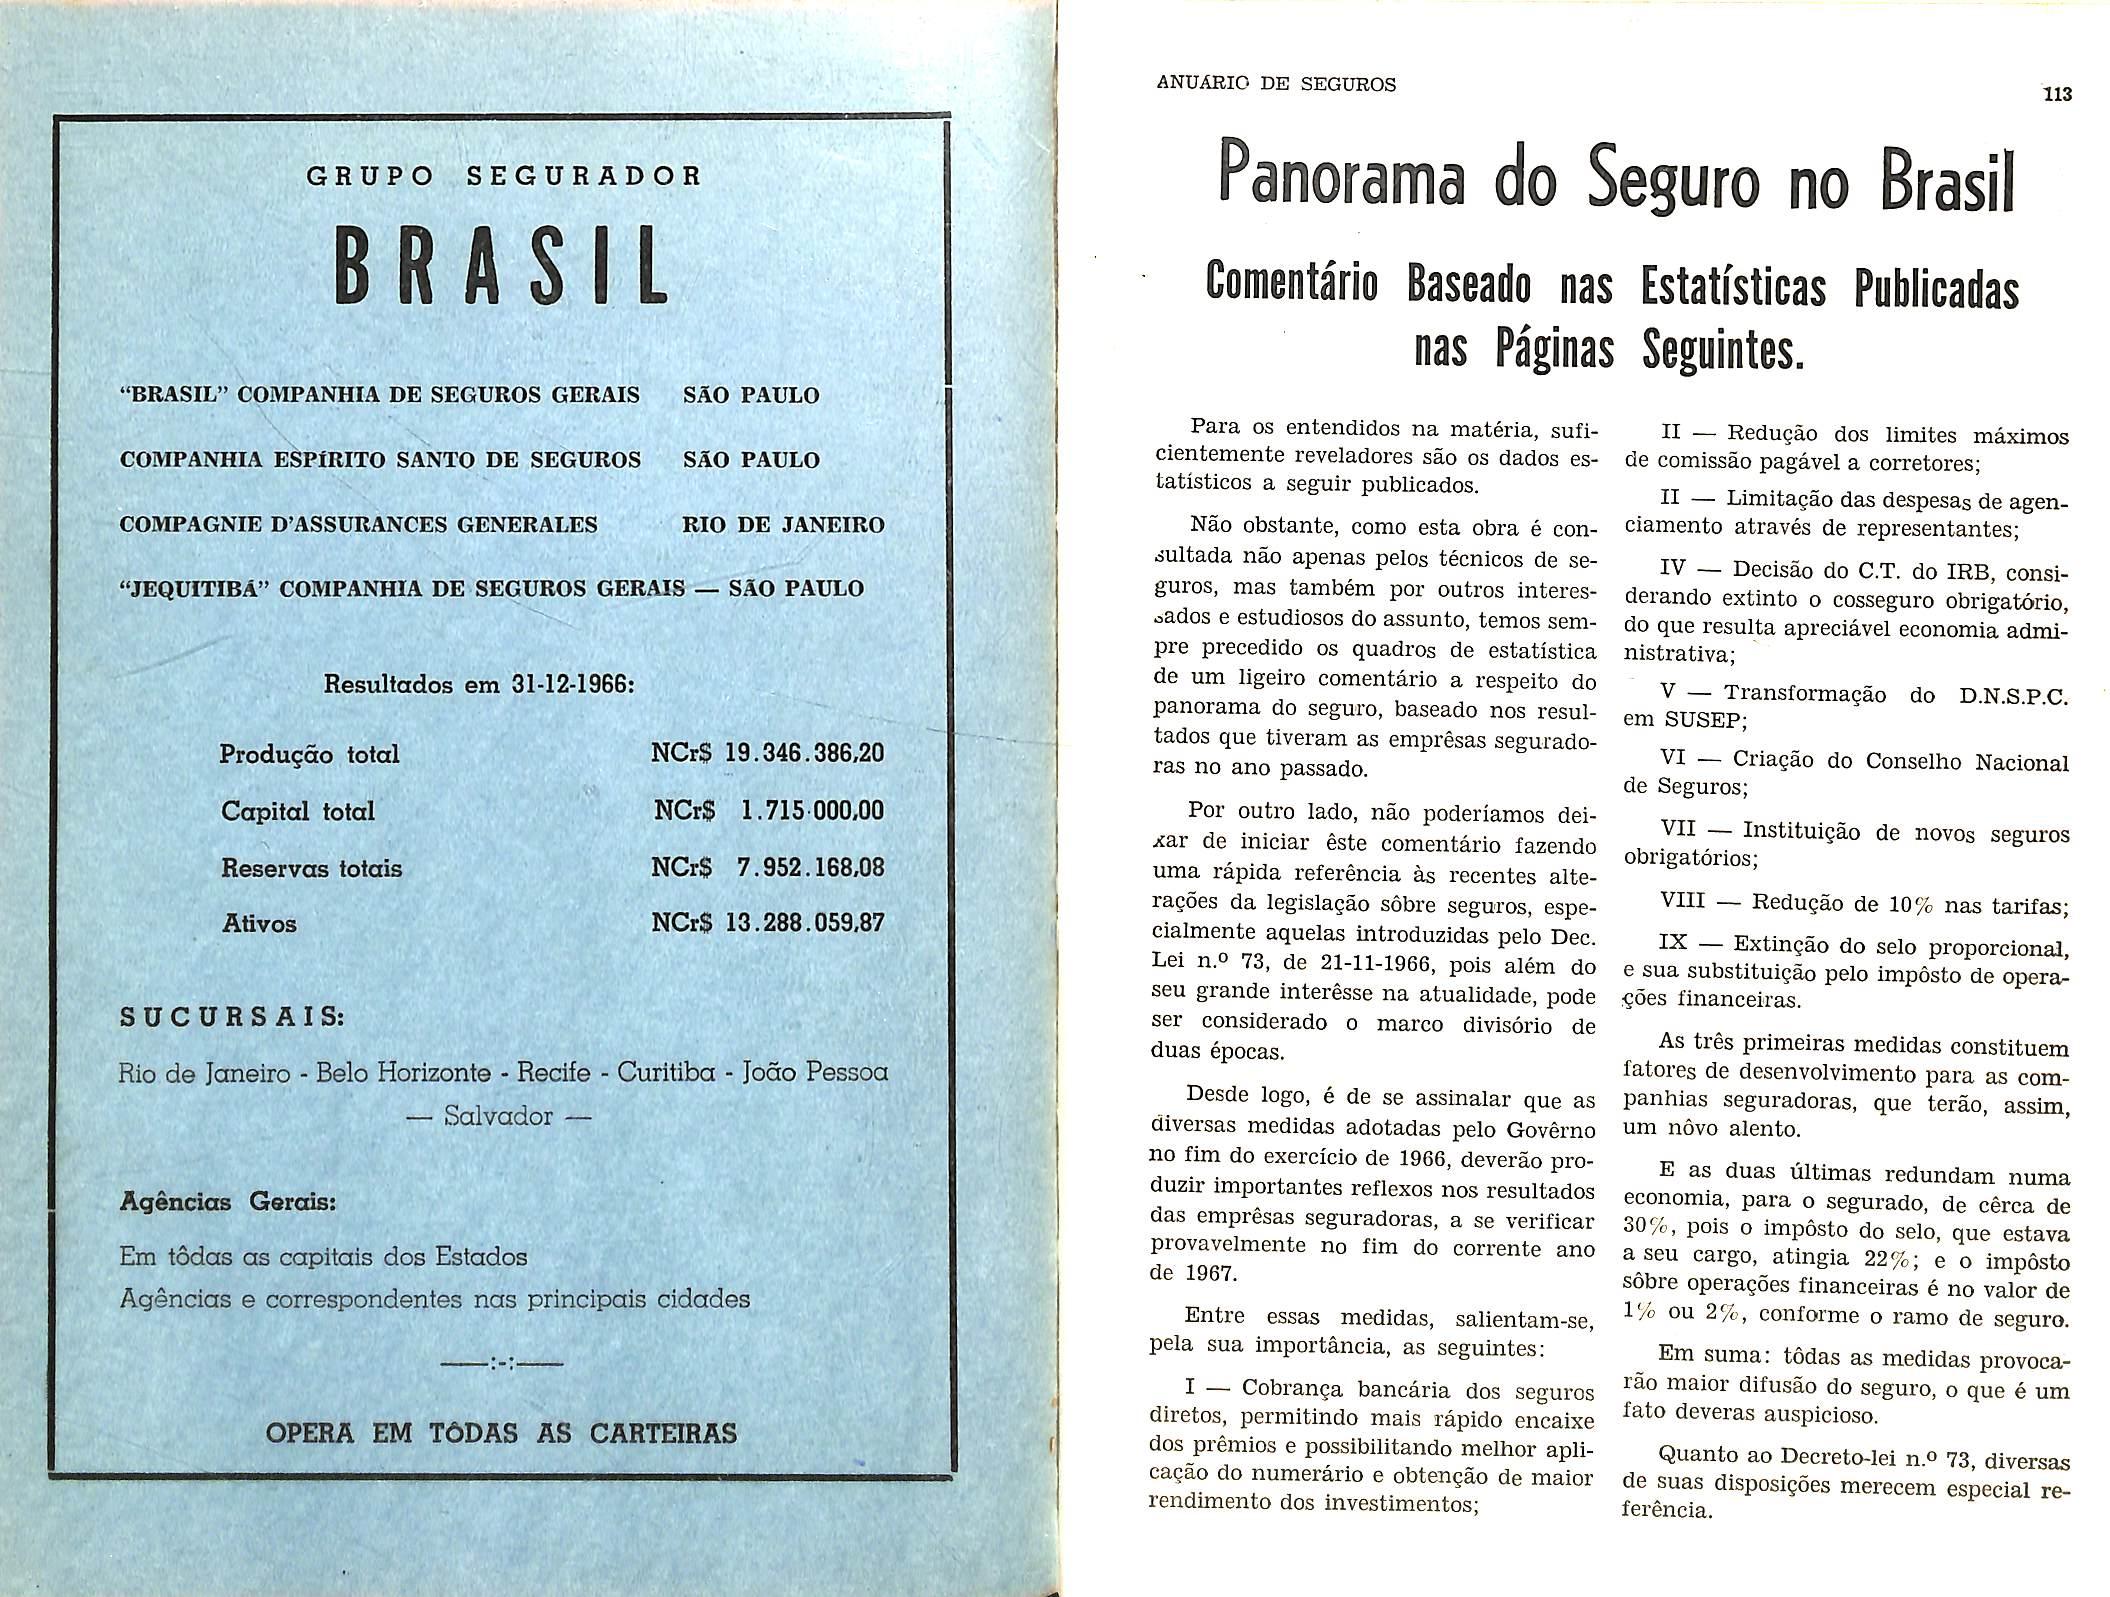 GRUPO SEGURADOR
BRASIL
“BRASIL” COMPANHIA DE SEGUROS GERAIS SÃO PAULO
COMPANHIA ESPÍRITO SANTO DE SEGUROS SÃO PAULO
COMPAGNIE D’ASSURANCES GENERALES RIO DE JANEIRO
“JEQUITIBÁ” COMPANHIA DE SEGUROS GERAIS — SÃO PAULO
Resultados em 31-12-1966:
Produção total NCr$ 19.346.386,20
Capital total NCr$ 1.715.000,00
Reservas totais NCr$ 7.952.168,08
Ativos NCr$ 13.288.059,87
SUCURSAIS:
Rio de Janeiro - Belo Horizonte - Recife - Curitiba - João Pessoa
— Salvador —
Agências Gerais:
Em tôdas as capitais dos Estados
Agências e correspondentes nas principais cidades
——:-:——
OPERA EM TÔDAS AS CARTEIRAS
ANUÁRIO DE SEGUROS
113
Panorama do Seguro no Brasil
Comentário Baseado nas Estatísticas Publicadas
nas Páginas Seguintes.
Para os entendidos na matéria, sufi-
cientemente reveladores são os dados es-
tatísticos a seguir publicados.
Não obstante, como esta obra é con-
sultada não apenas pelos técnicos de se-
guros, mas também por outros interes-
sados e estudiosos do assunto, temos sem-
pre precedido os quadros de estatística
de um ligeiro comentário a respeito do
panorama do seguro, baseado nos resul-
tados que tiveram as emprêsas segurado-
ras no ano passado.
Por outro lado, não poderíamos dei-
xar de iniciar êste comentário fazendo
uma rápida referência às recentes alte-
rações da legislação sôbre seguros, espe-
cialmente aquelas introduzidas pelo Dec.
Lei n.º 73, de 21-11-1966, pois além do
seu grande interêsse na atualidade, pode
ser considerado o marco divisório de
duas épocas.
Desde logo, é de se assinalar que as
diversas medidas adotadas pelo Govêrno
no fim do exercício de 1966, deverão pro-
duzir importantes reflexos nos resultados
das emprêsas seguradoras, a se verificar
provavelmente no fim do corrente ano
de 1967.
Entre essas medidas, salientam-se,
pela sua importância, as seguintes:
I — Cobrança bancária dos seguros
diretos, permitindo mais rápido encaixe
dos prêmios e possibilitando melhor apli-
cação do numerário e obtenção de maior
rendimento dos investimentos;
II — Redução dos limites máximos
de comissão pagável a corretores;
II — Limitação das despesas de agen-
ciamento através de representantes;
IV — Decisão do C.T. do IRB, consi-
derando extinto o cosseguro obrigatório,
do que resulta apreciável economia admi-
nistrativa;
V — Transformação do D.N.S.P.C.
em SUSEP;
VI — Criação do Conselho Nacional
de Seguros;
VII — Instituição de novos seguros
obrigatórios;
VIII — Redução de 10% nas tarifas;
IX — Extinção do selo proporcional,
e sua substituição pelo impôsto de opera-
ções financeiras.
As três primeiras medidas constituem
fatores de desenvolvimento para as com-
panhias seguradoras, que terão, assim,
um nôvo alento.
E as duas últimas redundam numa
economia, para o segurado, de cêrca de
30%, pois o impôsto do selo, que estava
a seu cargo, atingia 22%; e o impôsto
sôbre operações financeiras é no valor de
1% ou 2%, conforme o ramo de seguro.
Em suma: tôdas as medidas provoca-
rão maior difusão do seguro, o que é um
fato deveras auspicioso.
Quanto ao Decreto-lei n.º 73, diversas
de suas disposições merecem especial re-
ferência.